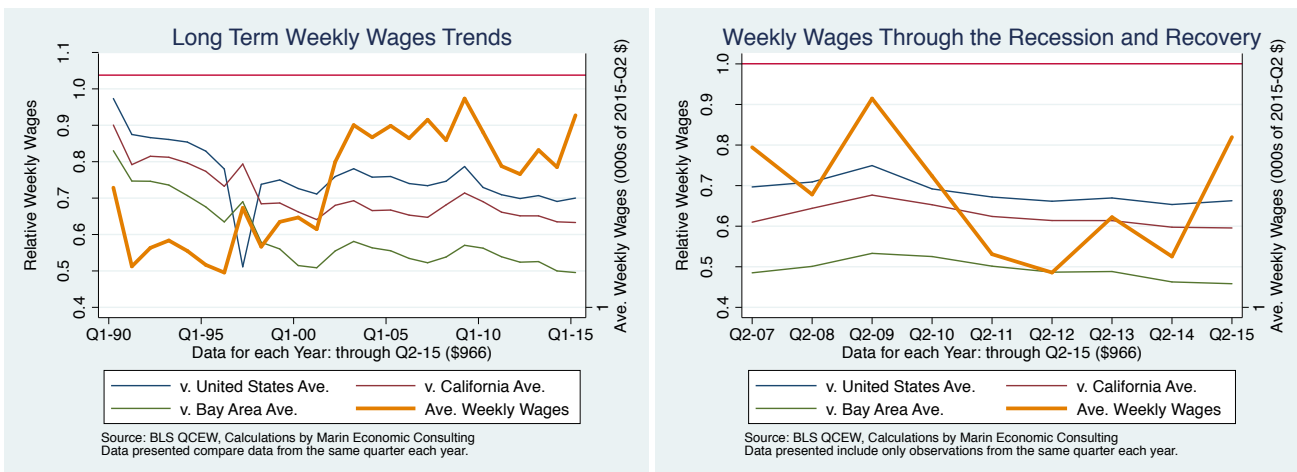 Long Term Weekly Wages Trends
Relative Weekly Wages
1.1
1.0
0.9
0.8
0.7
0.6
0.5
0.4
Ave. Weekly Wages (000s of 2015-Q2 $)
1
Q1-90 Q1-95 Q1-00 Q1-05 Q1-10 Q1-15
Data for each Year: through Q2-15 ($966)
v. United States Ave. v. California Ave.
v. Bay Area Ave. Ave. Weekly Wages
Source: BLS QCEW, Calculations by Marin Economic Consulting
Data presented compare data from the same quarter each year.
Weekly Wages Through the Recession and Recovery
Relative Weekly Wages
1.0
0.9
0.8
0.7
0.6
0.5
0.4
Ave. Weekly Wages (000s of 2015-Q2 $)
1
Q2-07 Q2-08 Q2-09 Q2-10 Q2-11 Q2-12 Q2-13 Q2-14 Q2-15
Data for each Year: through Q2-15 ($966)
v. United States Ave. v. California Ave.
v. Bay Area Ave. Ave. Weekly Wages
Source: BLS QCEW, Calculations by Marin Economic Consulting
Data presented include only observations from the same quarter each year.